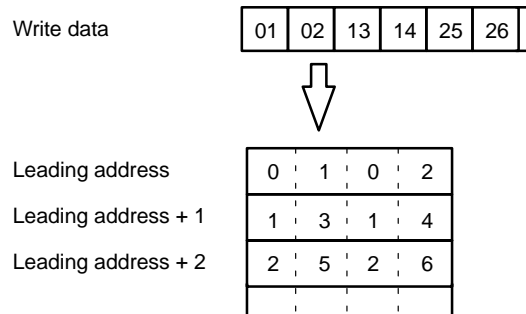 Write data 01 02 13 14 25 26
Leading address 0 1 0 2
Leading address + 1 1 3 1 4
Leading address + 2 2 5 2 6